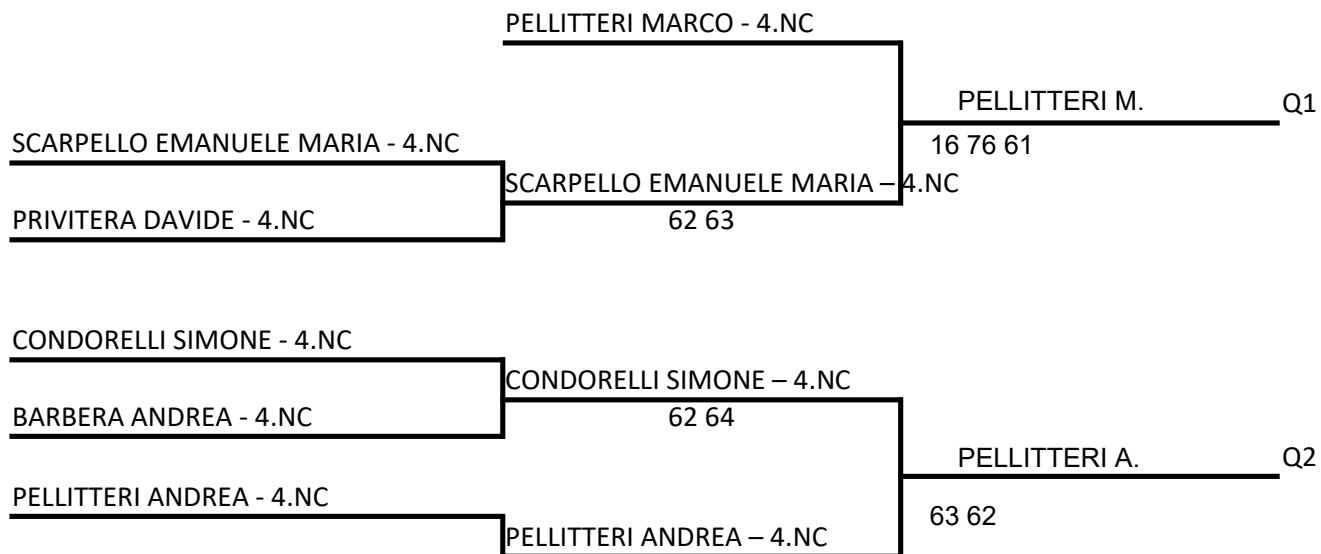 PELLITTERI MARCO - 4.NC
PELLITTERI M. Q1
SCARPELLO EMANUELE MARIA - 4.NC
16 76 61
SCARPELLO EMANUELE MARIA – 4.NC
PRIVITERA DAVIDE - 4.NC
62 63
CONDORELLI SIMONE - 4.NC
CONDORELLI SIMONE – 4.NC
BARBERA ANDREA - 4.NC
62 64
PELLITTERI A. Q2
PELLITTERI ANDREA - 4.NC
63 62
PELLITTERI ANDREA – 4.NC